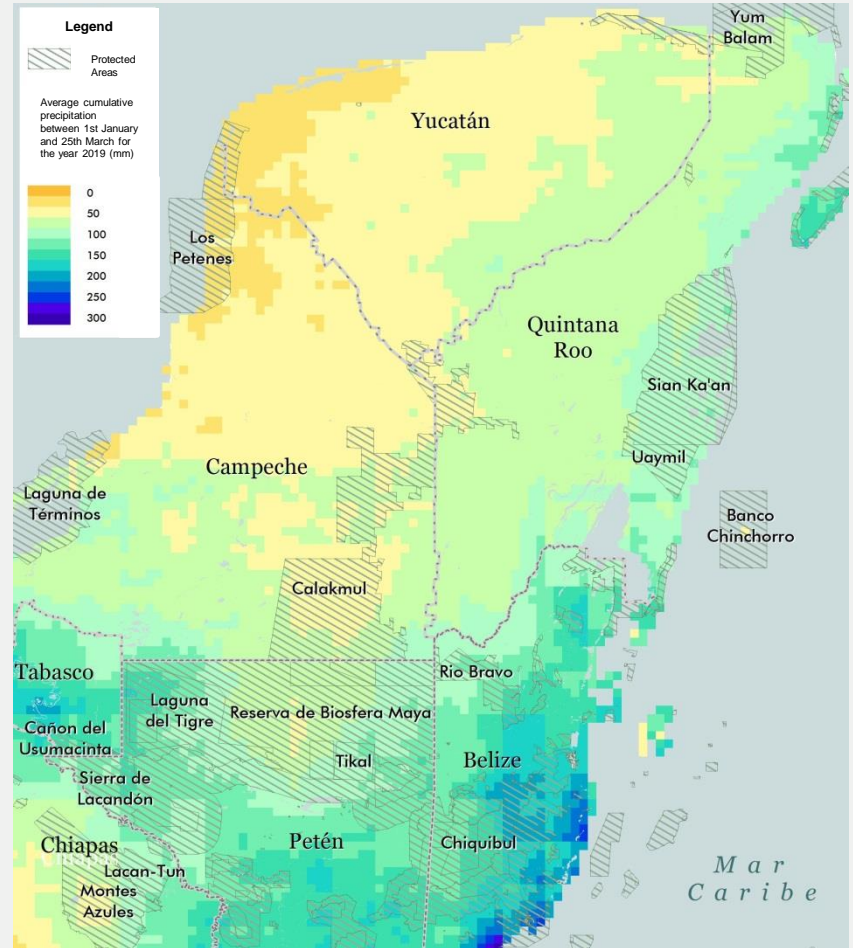 Legend
Protected
Areas
Average cumulative
precipitation
between 1st January
and 25th March for
the year 2019 (mm)
0
50
100
150
200
250
300
Yum
Balam
Yucatán
Los
Petenes
Quintana
Roo
Sian Ka'an
Uaymil
Campeche
Laguna de
Términos
Banco
Chinchorro
Calakmul
Tabasco
Rio Bravo
Laguna
del Tigre
Reserva de Biosfera Maya
Cañon del
Usumacinta
Tikal
Belize
Sierra de
Lacandón
Petén
Chiquibul
Chiapas
Chiapas
Lacan-Tun
Montes
Azules
Mar
Caribe